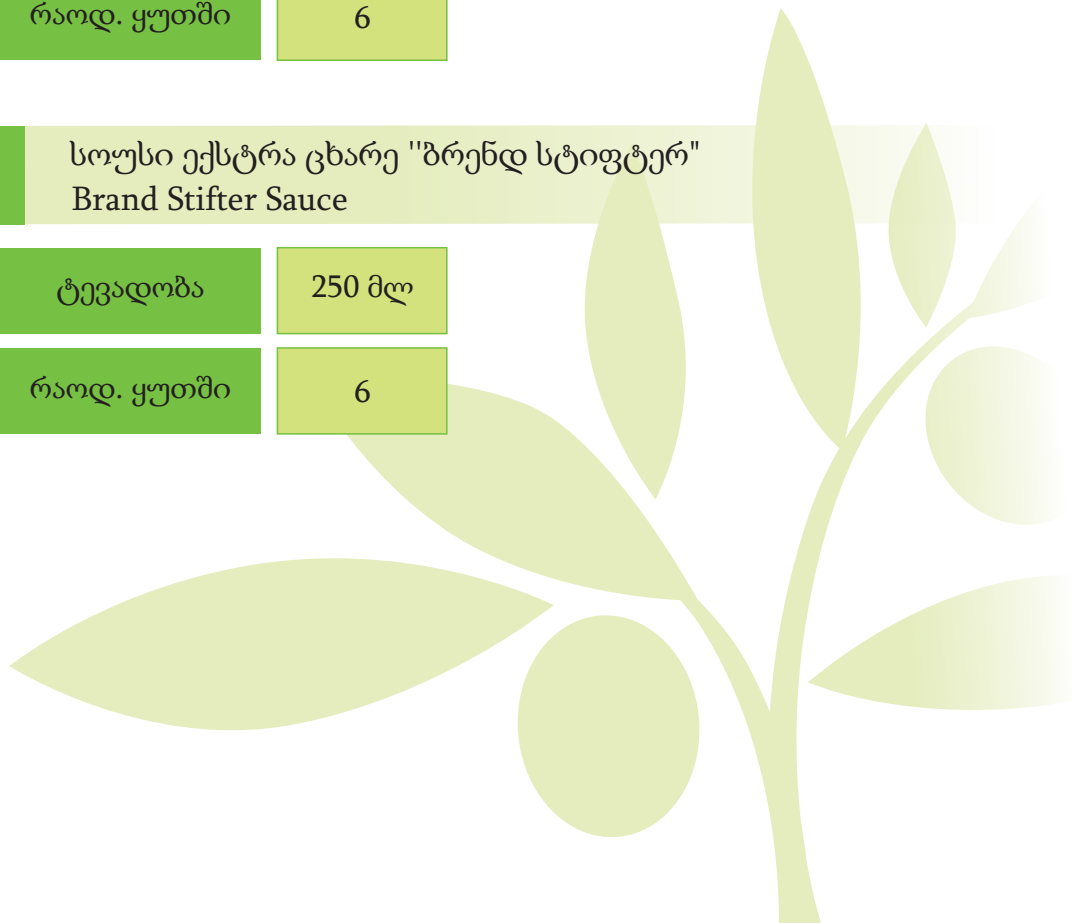 რაოდ. ყუთში 6
სოუსი ექსტრა ცხარე ''ბრენდ სტიფტერ"
Brand Stifter Sauce
ტევადობა 250 მლ
რაოდ. ყუთში 6